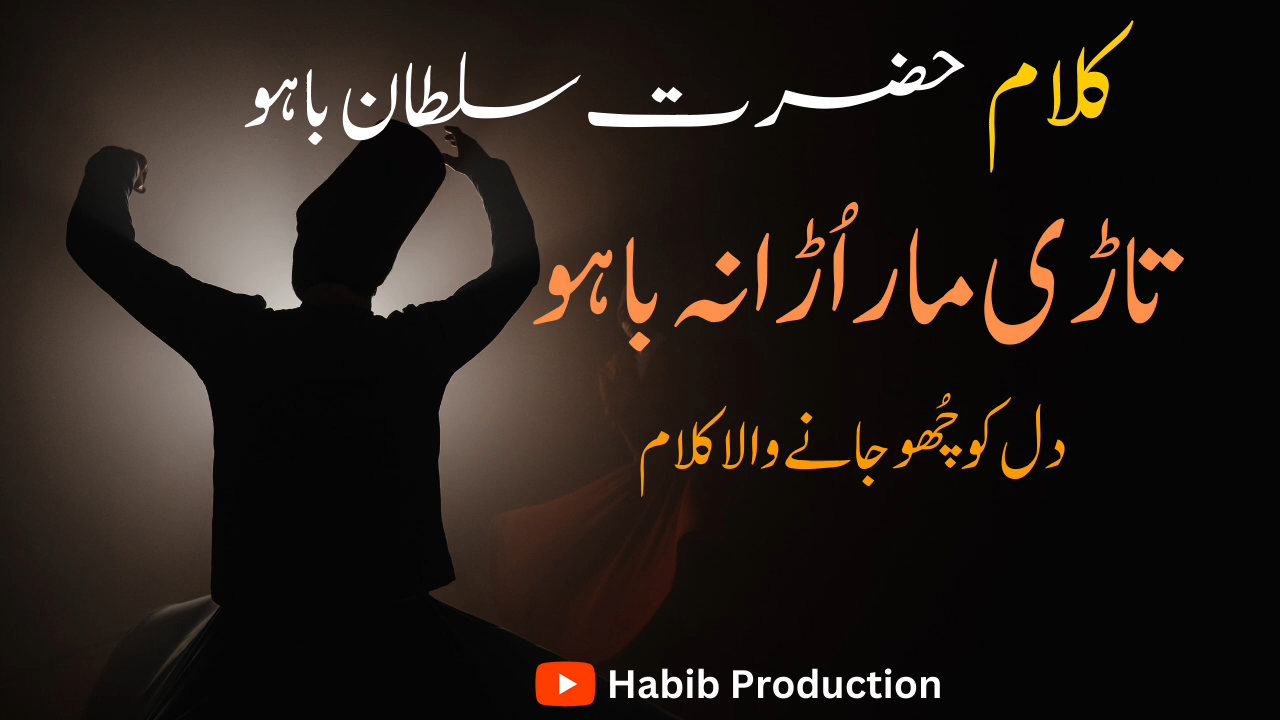 کلام حضرت سلطان باہو
تاڑی مار اُڑا نہ باہو
دل کو چُھو جانے والا کلام
Habib Production